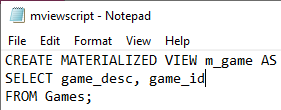 mviewscript - Notepad
File Edit Format View Help
CREATE MATERIALIZED VIEW m_game AS
SELECT game_desc, game_id
FROM Games;